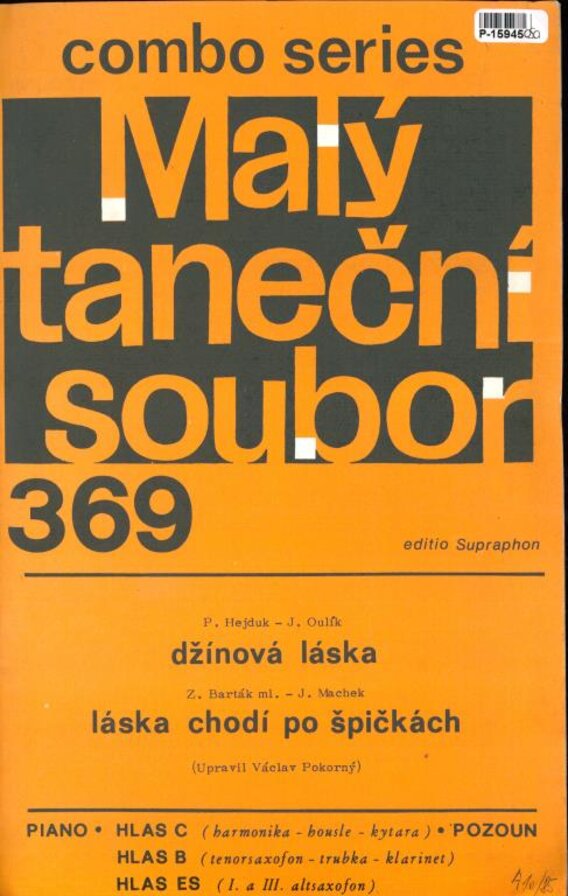 P-15945
combo series
Malý
taneční
soubor
369
editio Supraphon
P. Hejduk - J. Oulík
džínová láska
Z. Barták ml. - J. Machek
láska chodí po špičkách
(Upravil Václav Pokorný)
PIANO • HLAS C (harmonika - housle - kytara) • POZOUN
HLAS B (tenorsaxofon - trubka - klarinet)
HLAS ES (I. a III. altsaxofon)